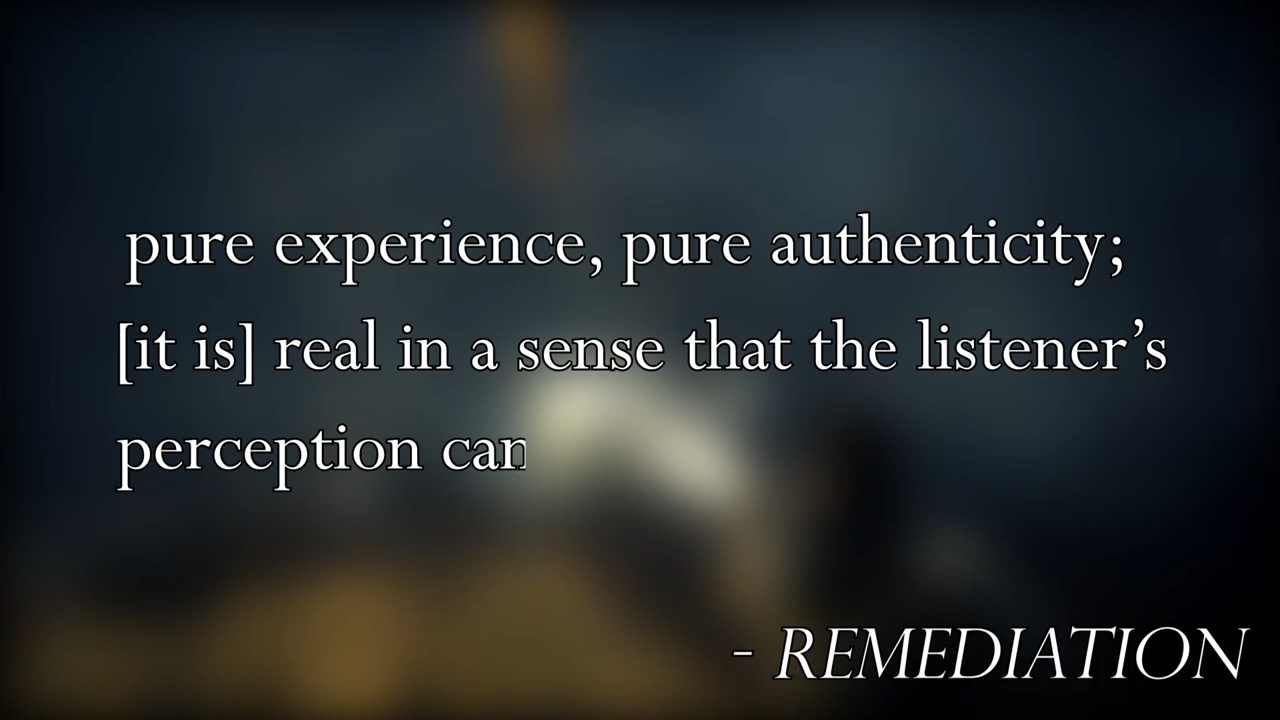 pure experience, pure authenticity;
[it is] real in a sense that the listener’s
perception can
- REMEDIATION